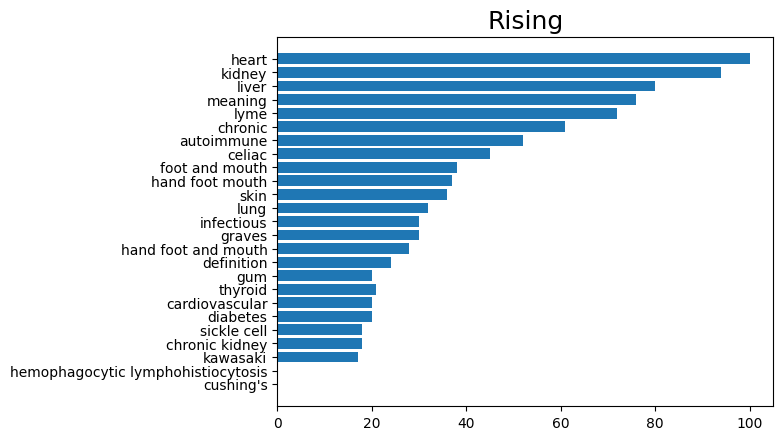 Rising
heart
kidney
liver
meaning
lyme
chronic
autoimmune
celiac
foot and mouth
hand foot mouth
skin
lung
infectious
graves
hand foot and mouth
definition
gum
thyroid
cardiovascular
diabetes
sickle cell
chronic kidney
kawasaki
hemophagocytic lymphohistiocytosis
cushing's
0 20 40 60 80 100